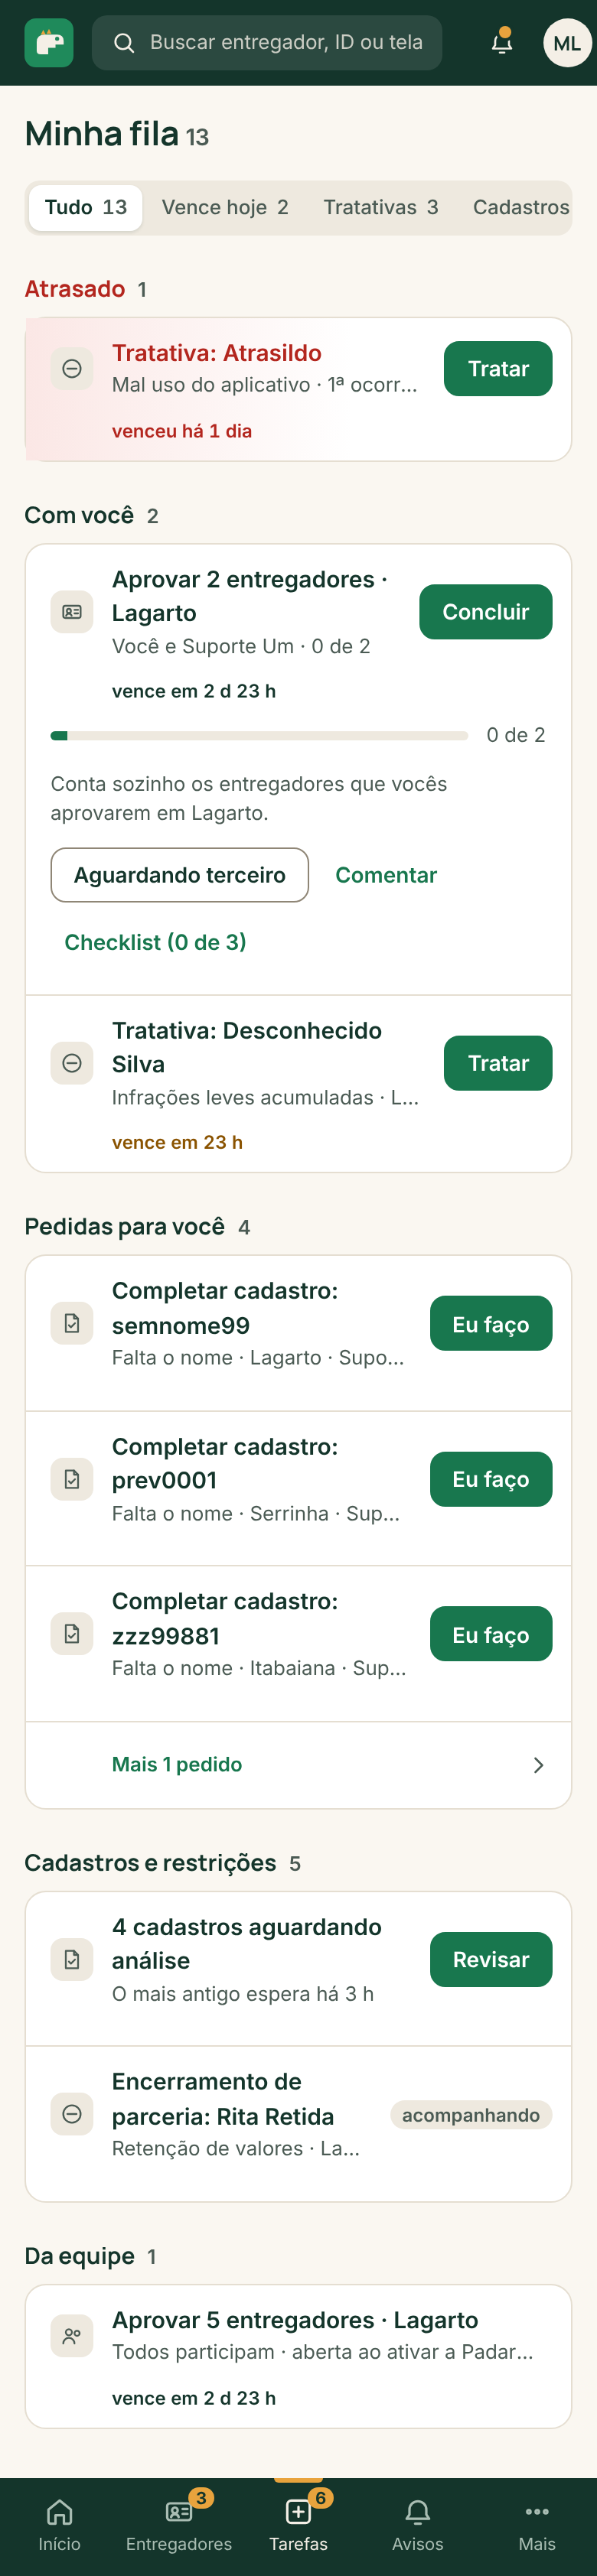 Buscar entregador, ID ou tela
ML
Minha fila 13
Tudo 13 Vence hoje 2 Tratativas 3 Cadastros
Atrasado 1
Tratativa: Atrasildo
Mal uso do aplicativo · 1ª ocorr...
Tratar
venceu há 1 dia
Com você 2
Aprovar 2 entregadores ·
Lagarto
Concluir
Você e Suporte Um · 0 de 2
vence em 2 d 23 h
0 de 2
Conta sozinho os entregadores que vocês
aprovarem em Lagarto.
Aguardando terceiro Comentar
Checklist (0 de 3)
Tratativa: Desconhecido
Silva
Tratar
Infrações leves acumuladas · L...
vence em 23 h
Pedidas para você 4
Completar cadastro:
semnome99
Eu faço
Falta o nome · Lagarto · Supo...
Completar cadastro:
prev0001
Eu faço
Falta o nome · Serrinha · Sup...
Completar cadastro:
zzz99881
Eu faço
Falta o nome · Itabaiana · Sup...
Mais 1 pedido
Cadastros e restrições 5
4 cadastros aguardando
análise
Revisar
O mais antigo espera há 3 h
Encerramento de
parceria: Rita Retida
acompanhando
Retenção de valores · La...
Da equipe 1
Aprovar 5 entregadores · Lagarto
Todos participam · aberta ao ativar a Padar...
vence em 2 d 23 h
3 6
Início Entregadores Tarefas Avisos Mais